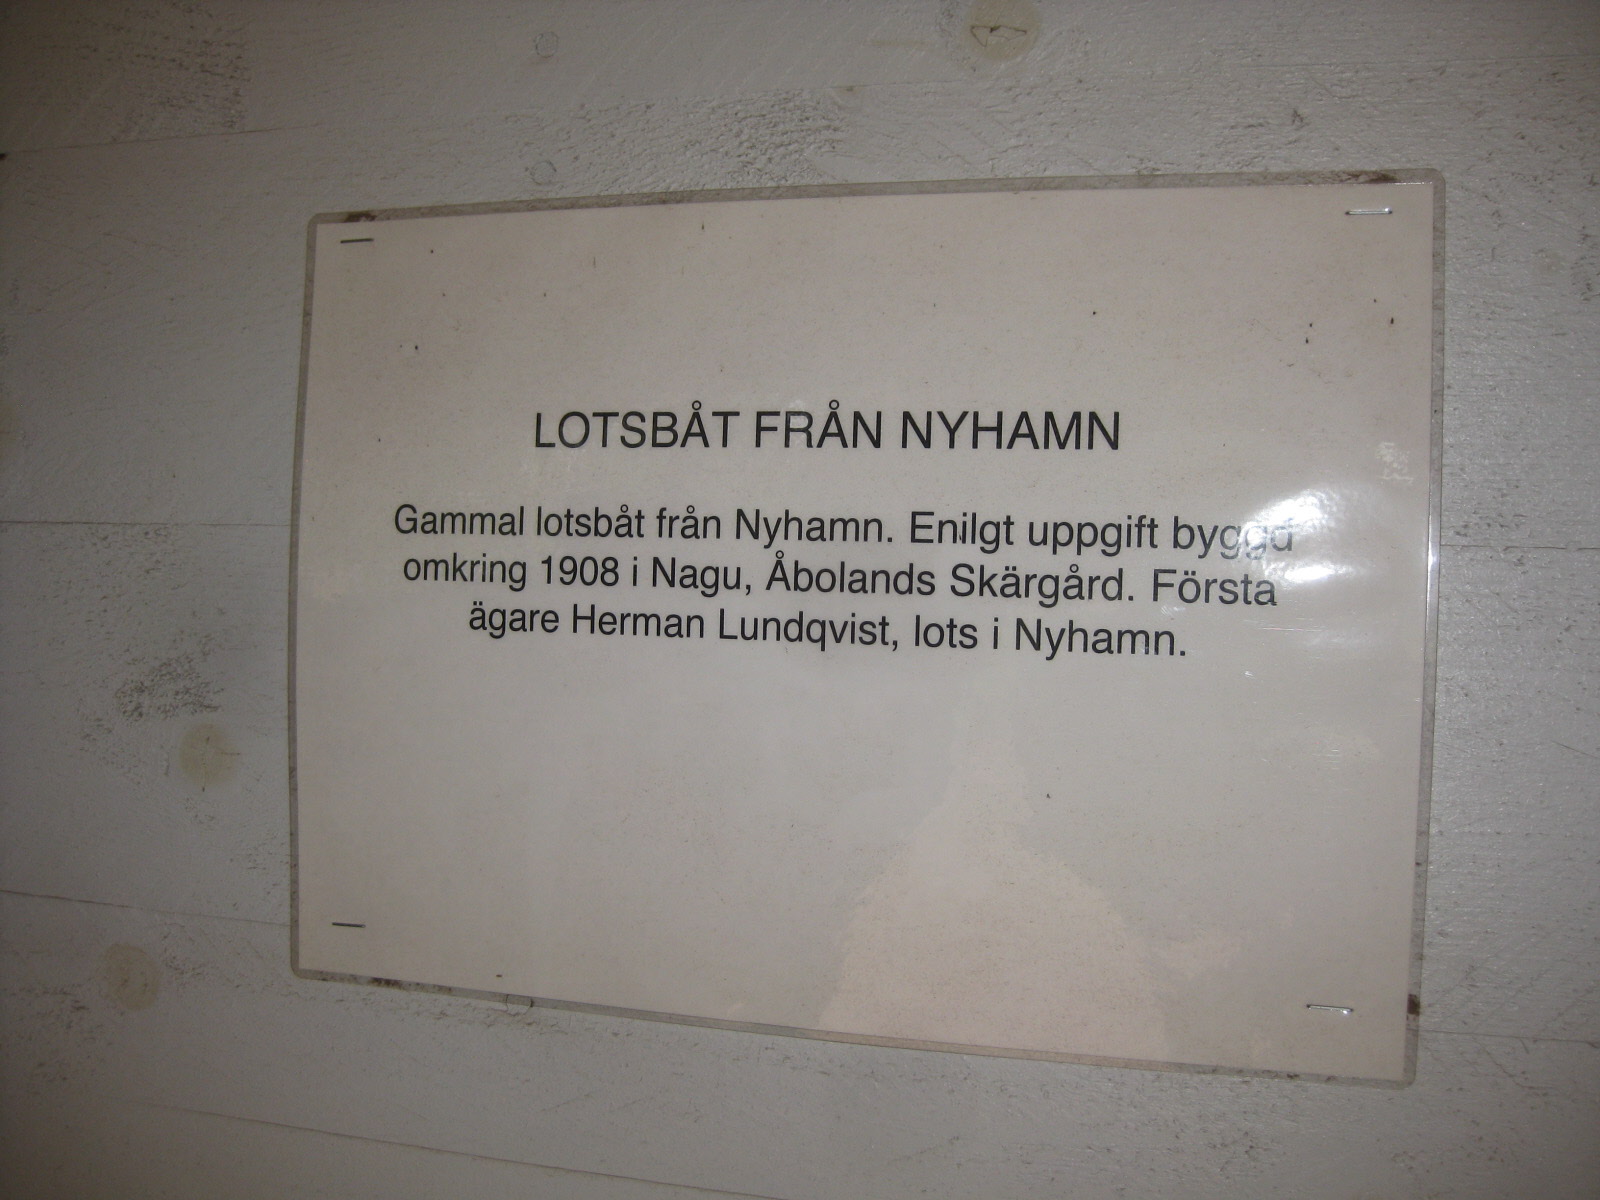 LOTSBÅT FRÅN NYHAMN
Gammal lotsbåt från Nyhamn. Enilgt uppgift byggd
omkring 1908 i Nagu, Åbolands Skärgård. Första
ägare Herman Lundqvist, lots i Nyhamn.